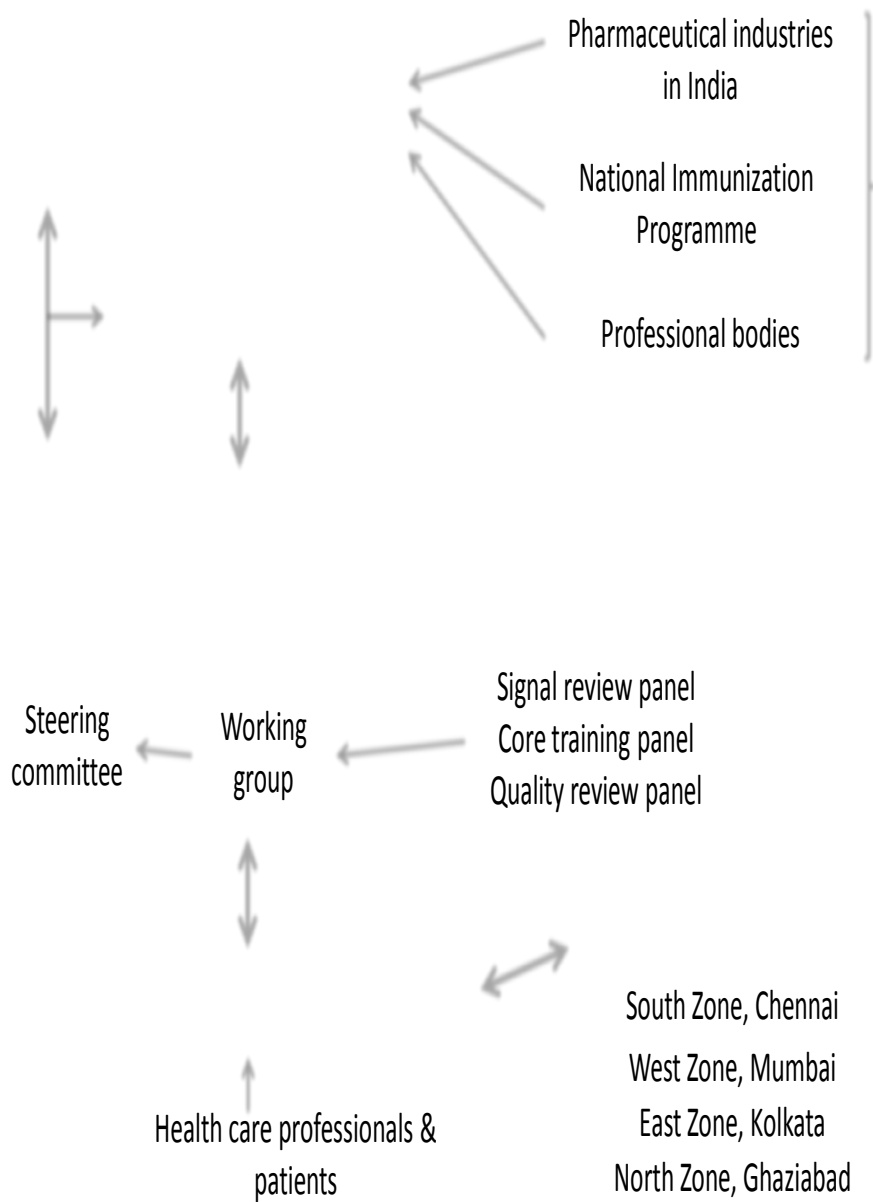 Pharmaceutical industries
in India
National Immunization
Programme
Professional bodies
Steering
committee
Working
group
Signal review panel
Core training panel
Quality review panel
South Zone, Chennai
West Zone, Mumbai
East Zone, Kolkata
North Zone, Ghaziabad
Health care professionals &
patients